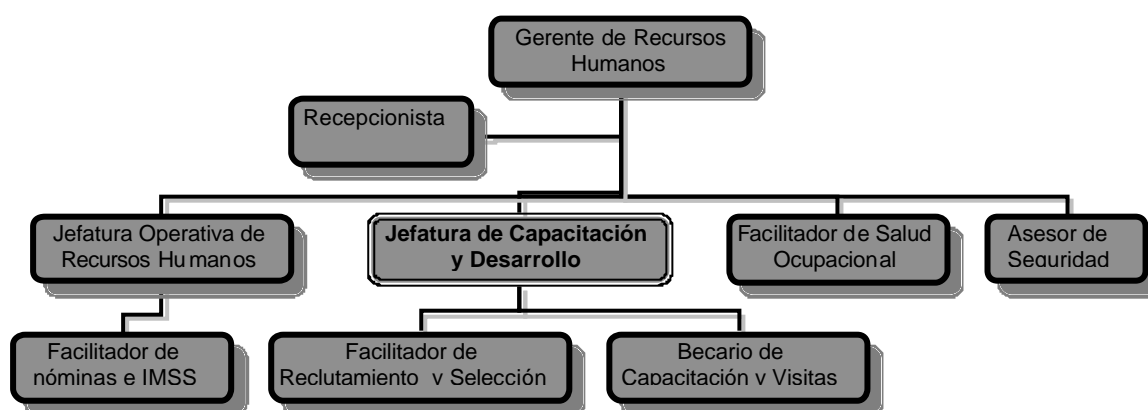 Gerente de Recursos
Humanos
Recepcionista
Jefatura Operativa de
Recursos Humanos
Jefatura de Capacitación
y Desarrollo
Facilitador de Salud
Ocupacional
Asesor de
Seguridad
Facilitador de
nóminas e IMSS
Facilitador de
Reclutamiento y Selección
Becario de
Capacitación y Visitas